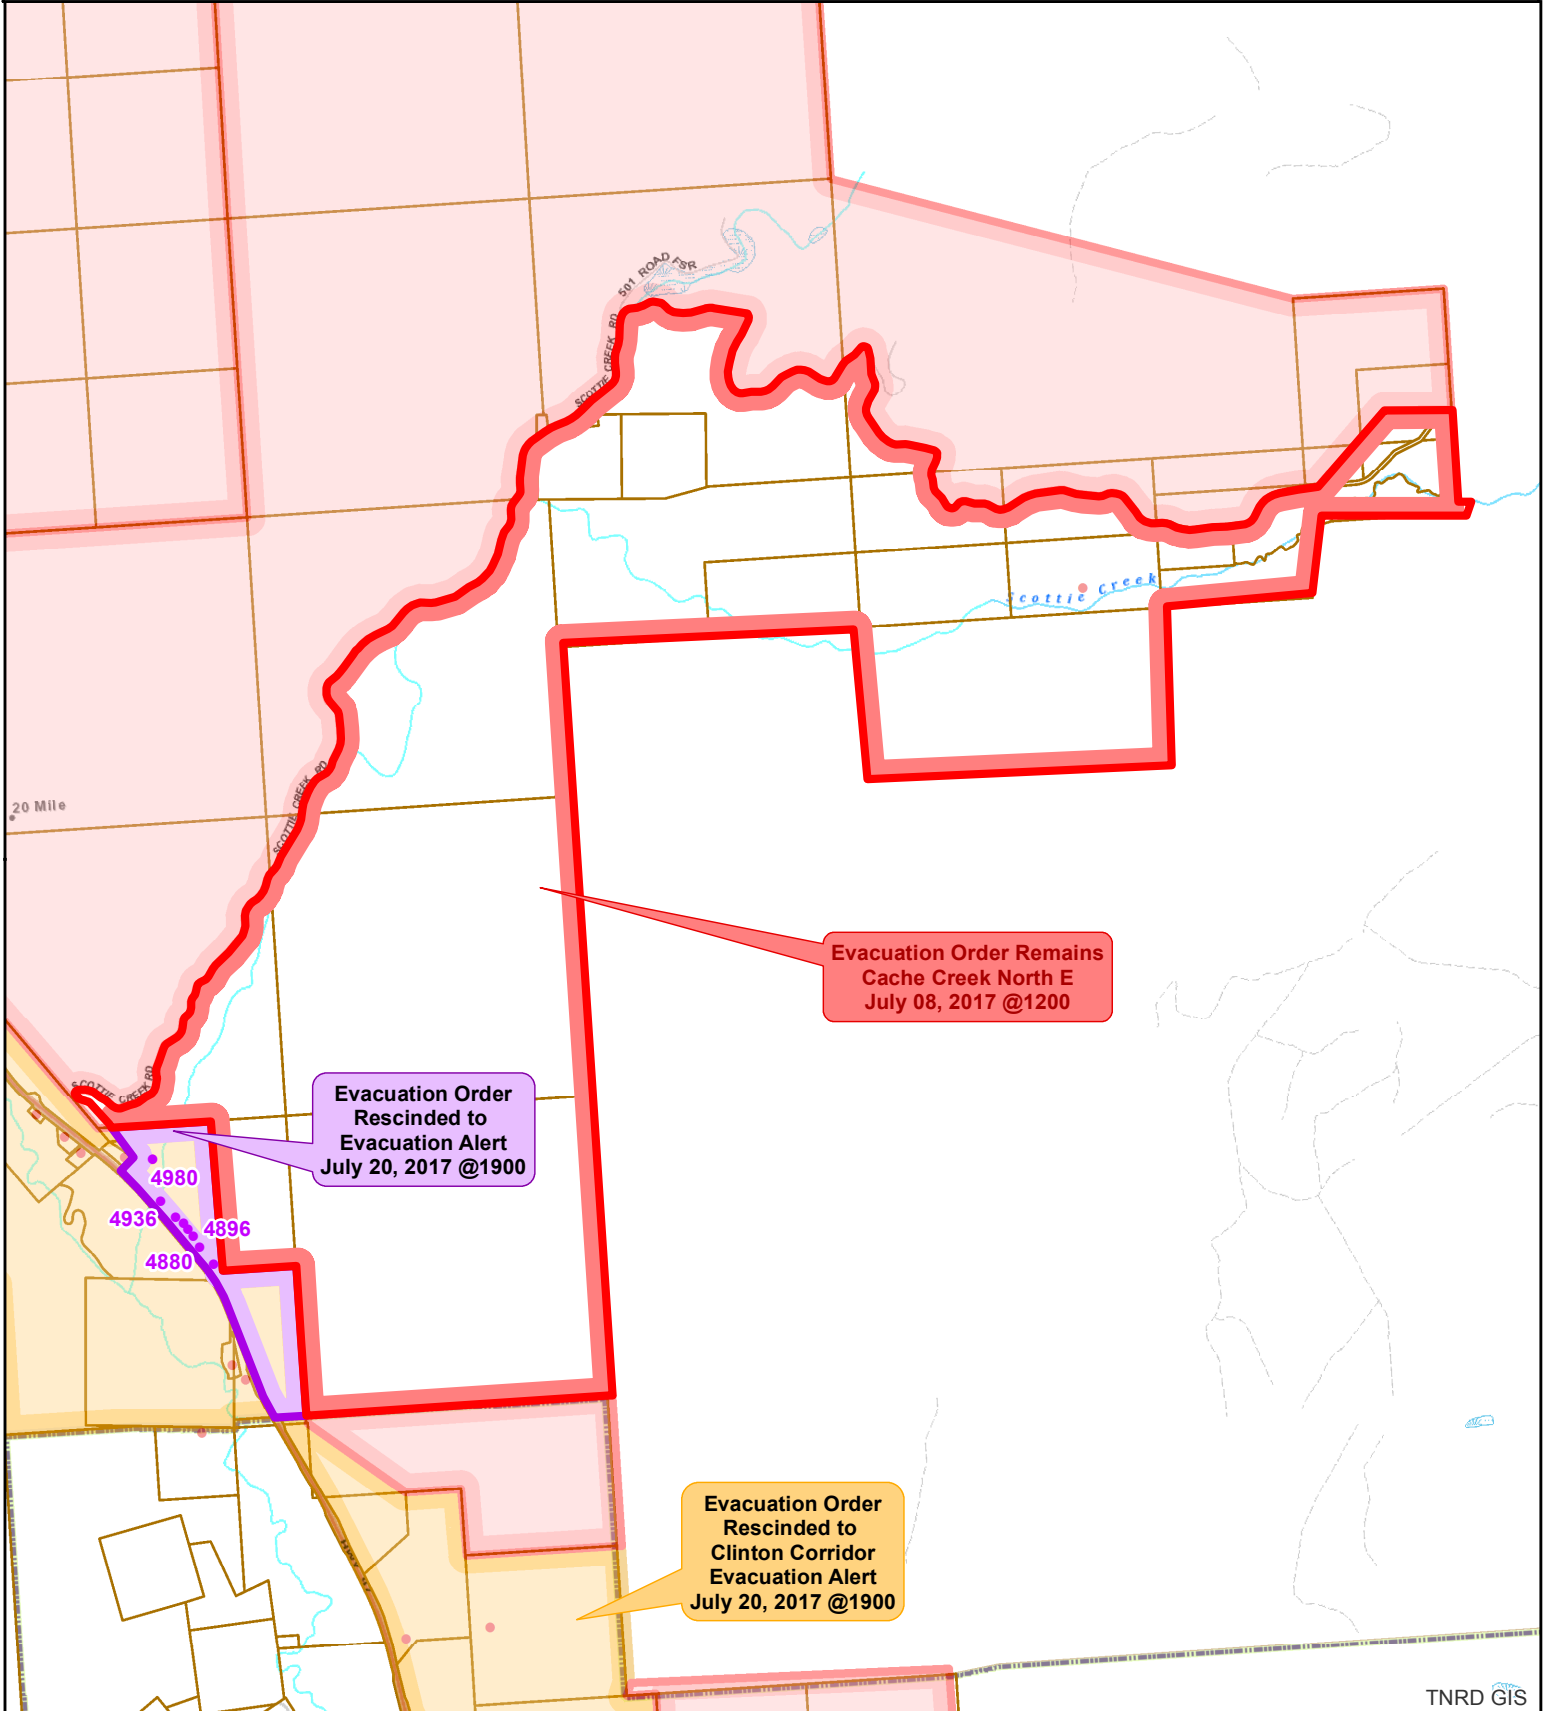 501 ROAD FSR
SCOTTIE CREEK RD
Scottie Creek
SCOTTIE CREEK RD
20 Mile
Evacuation Order Remains
Cache Creek North E
July 08, 2017 @1200
SCOTTIE CREEK RD
Evacuation Order
Rescinded to
Evacuation Alert
July 20, 2017 @1900
4980
4936
4896
4880
Evacuation Order
Rescinded to
Clinton Corridor
Evacuation Alert
July 20, 2017 @1900
TNRD GIS